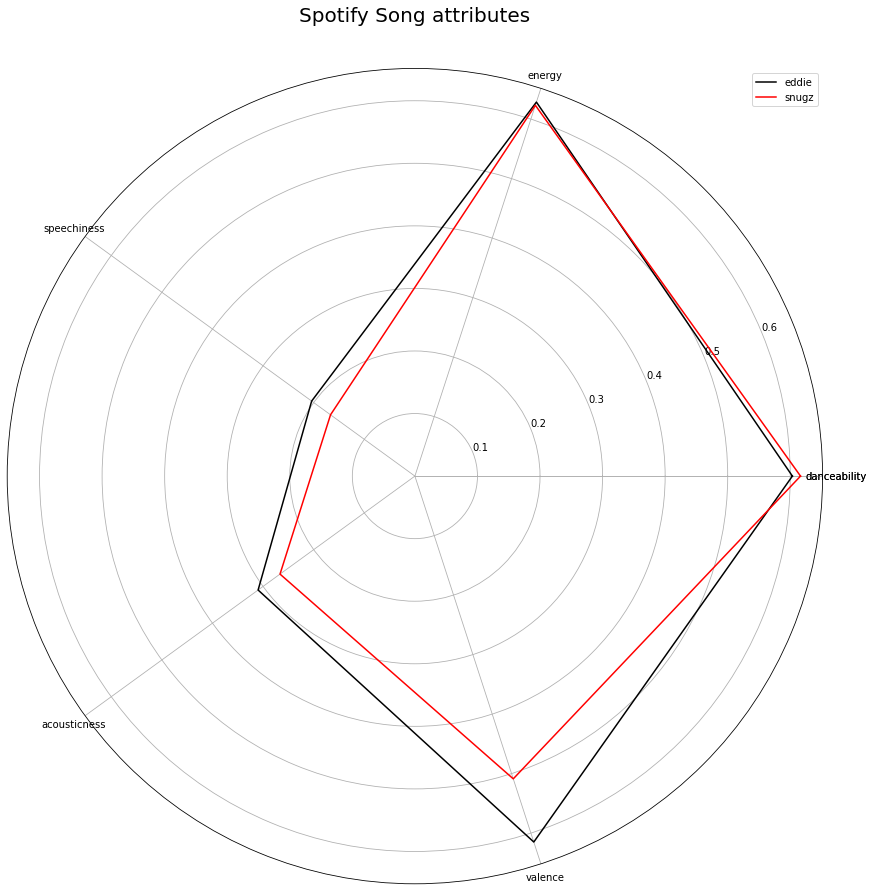 Spotify Song attributes
energy
eddie
snugz
speechiness
0.6
0.5
0.4
0.3
0.2
0.1
danceability
acousticness
valence